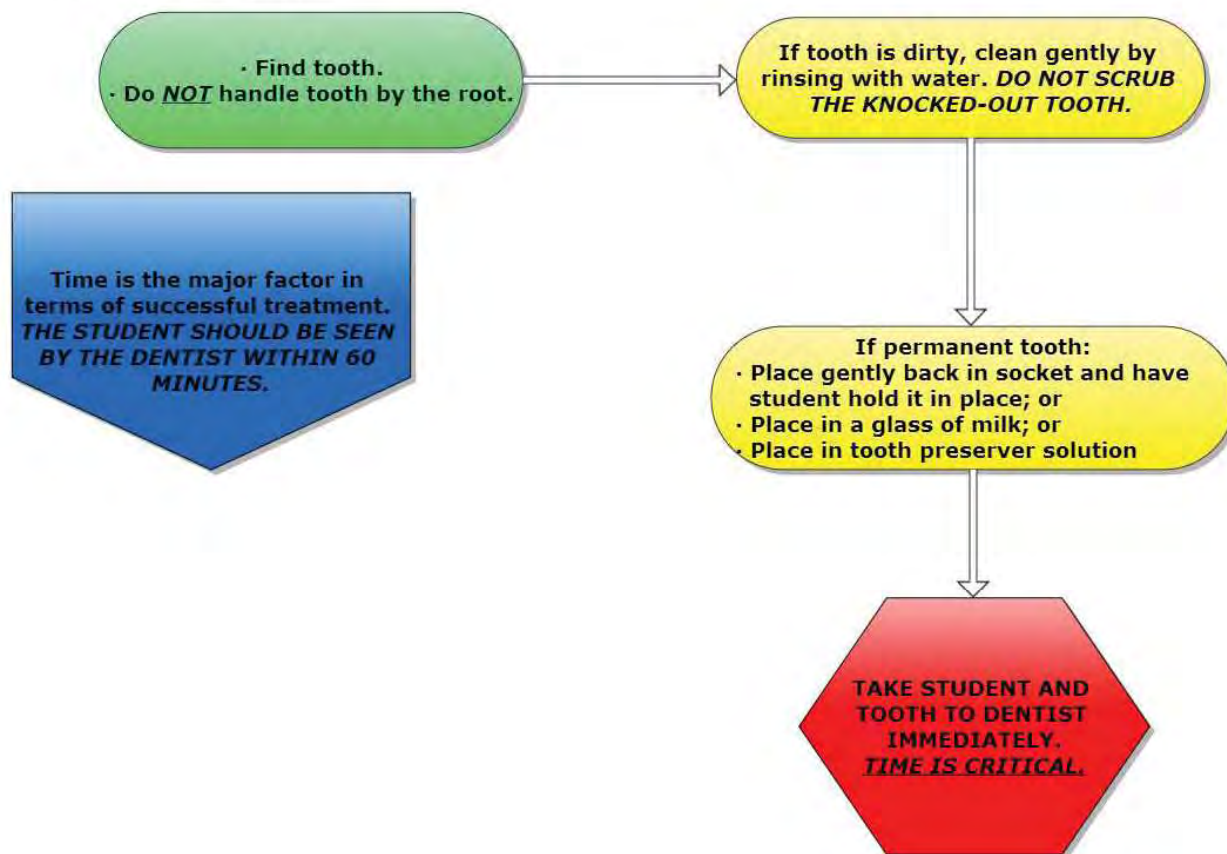 · Find tooth.
· Do NOT handle tooth by the root.
If tooth is dirty, clean gently by
rinsing with water. DO NOT SCRUB
THE KNOCKED-OUT TOOTH.
Time is the major factor in
terms of successful treatment.
THE STUDENT SHOULD BE SEEN
BY THE DENTIST WITHIN 60
MINUTES.
If permanent tooth:
· Place gently back in socket and have
student hold it in place; or
· Place in a glass of milk; or
· Place in tooth preserver solution
TAKE STUDENT AND
TOOTH TO DENTIST
IMMEDIATELY.
TIME IS CRITICAL.